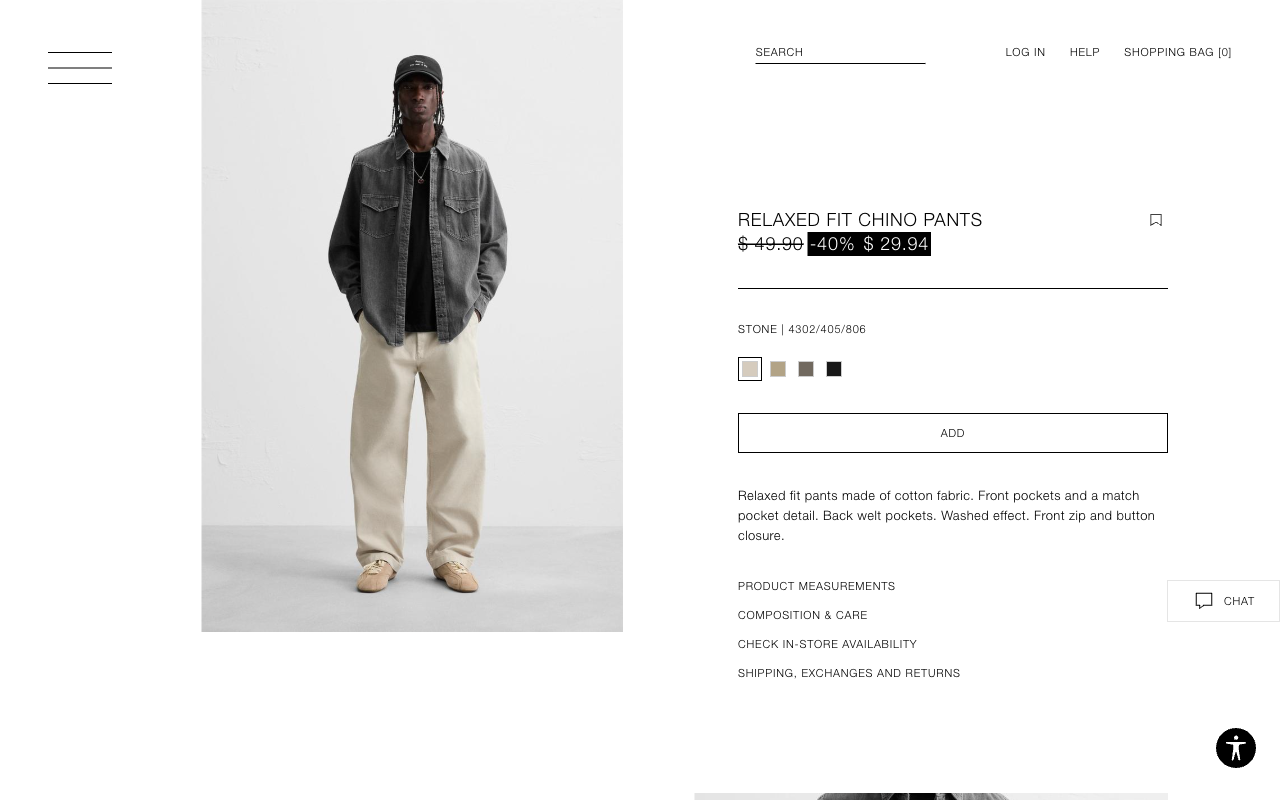 SEARCH
LOG IN
HELP
SHOPPING BAG [0]
RELAXED FIT CHINO PANTS
$ 49.90 -40% $ 29.94
STONE | 4302/405/806
ADD
Relaxed fit pants made of cotton fabric. Front pockets and a match
pocket detail. Back welt pockets. Washed effect. Front zip and button
closure.
PRODUCT MEASUREMENTS
COMPOSITION & CARE
CHECK IN-STORE AVAILABILITY
SHIPPING, EXCHANGES AND RETURNS
CHAT